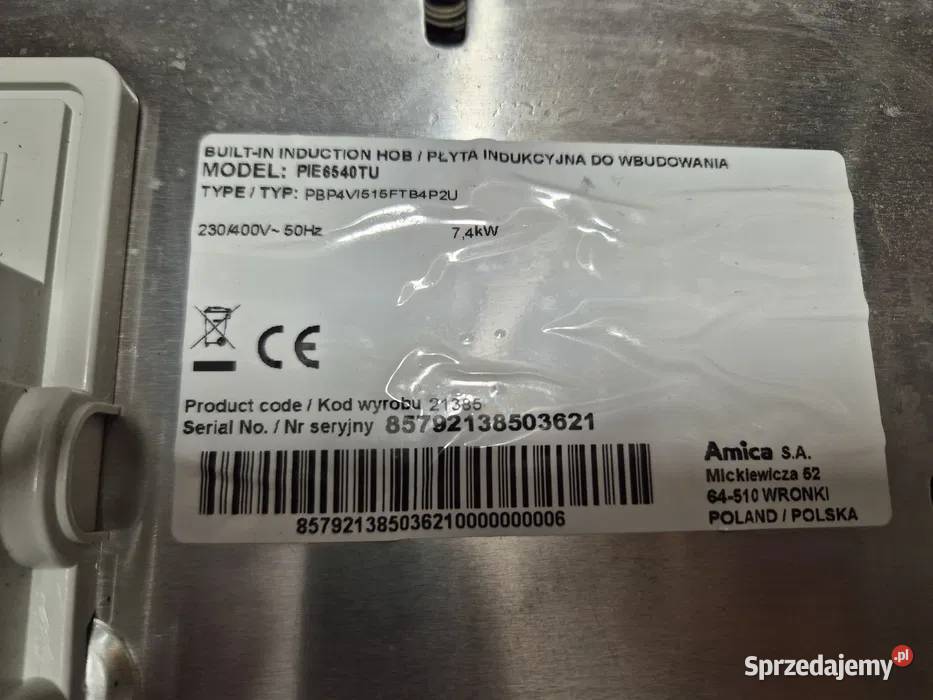 BUILT-IN INDUCTION HOB / PŁYTA INDUKCYJNA DO WBUDOWANIA
MODEL: PIE6540TU
TYPE / TYP: PBP4VI515FTB4P2U
230/400V~ 50Hz 7,4kW
CE
Product code / Kod wyrobu 21385
Serial No. / Nr seryjny 85792138503621
857921385036210000000006
Amica S.A.
Mickiewicza 52
64-510 WRONKI
POLAND / POLSKA
Sprzedajemy.pl